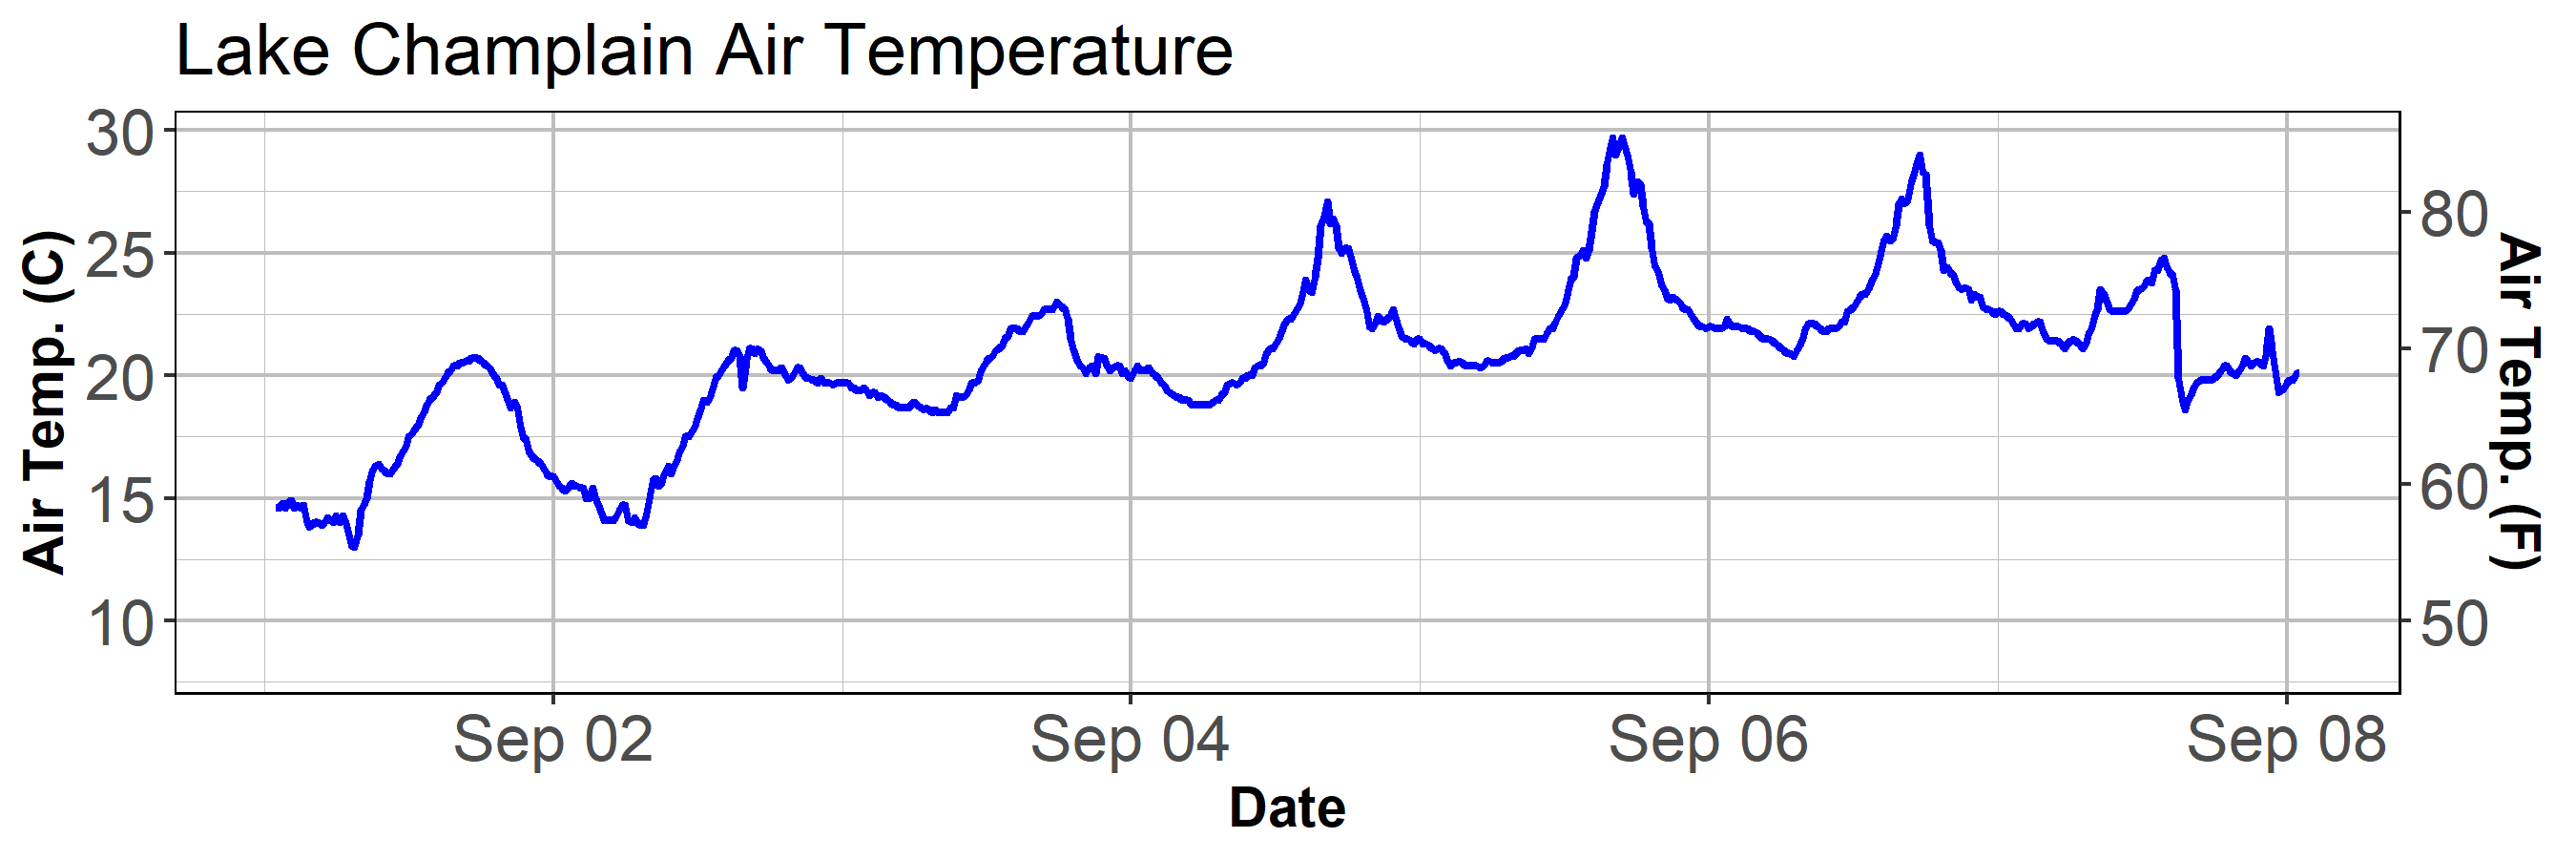 Lake Champlain Air Temperature
30
25
20
15
10
Air Temp. (C)
80
70
60
50
Air Temp. (F)
Sep 02
Sep 04
Sep 06
Sep 08
Date